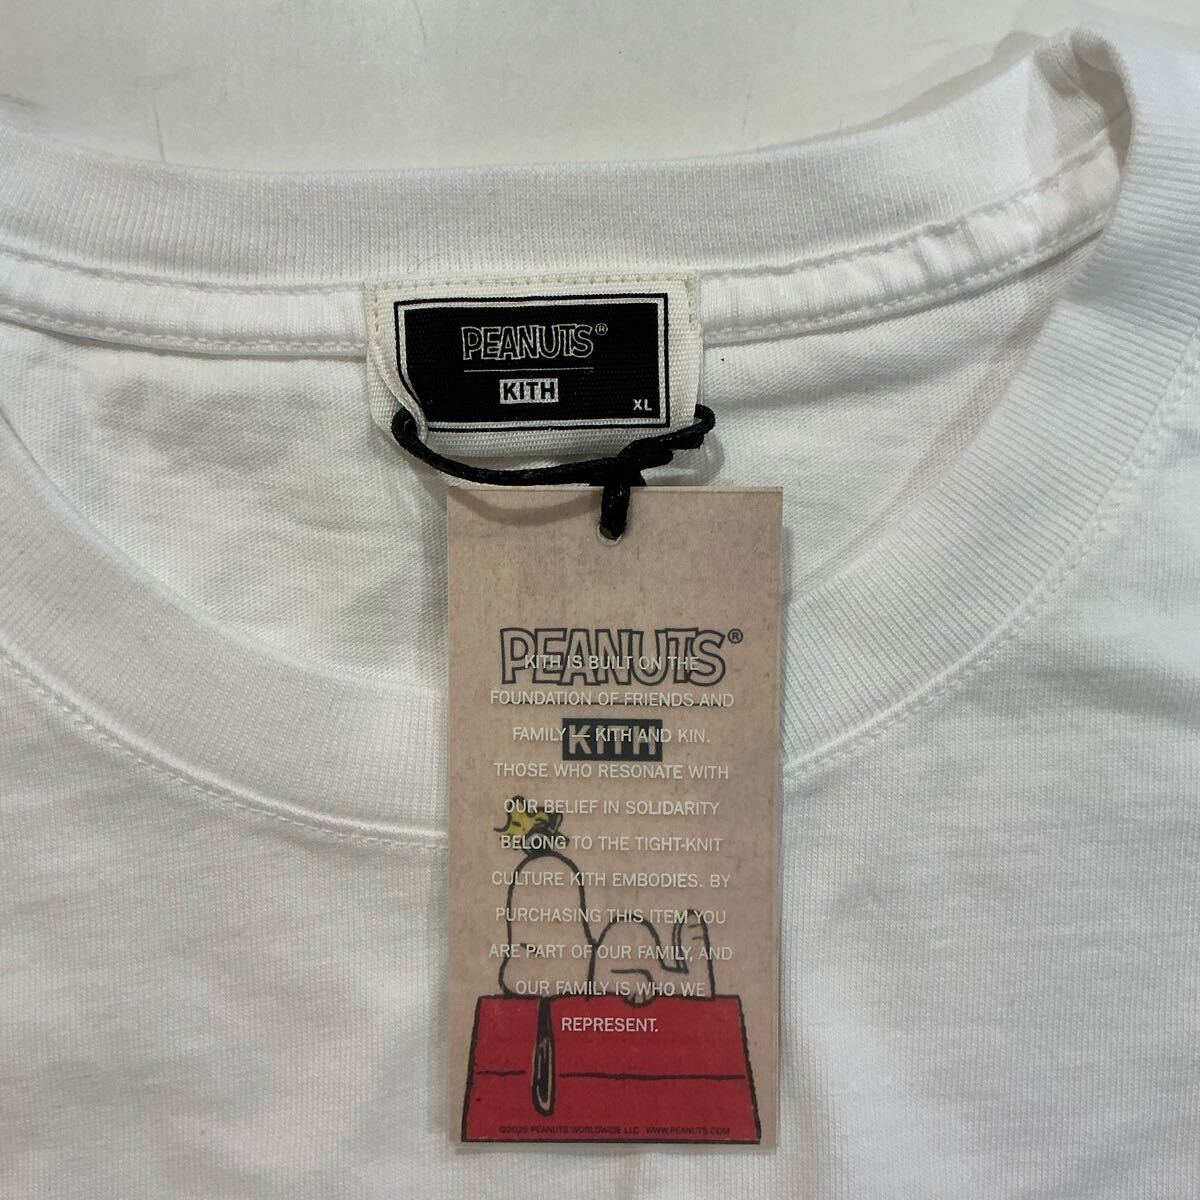 PEANUTS®
KITH
XL
PEANUTS®
KITH IS BUILT ON THE
FOUNDATION OF FRIENDS AND
FAMILY — KITH AND KIN.
KITH
THOSE WHO RESONATE WITH
OUR BELIEF IN SOLIDARITY
BELONG TO THE TIGHT-KNIT
CULTURE KITH EMBODIES. BY
PURCHASING THIS ITEM YOU
ARE PART OF OUR FAMILY, AND
OUR FAMILY IS WHO WE
REPRESENT.
©2025 PEANUTS WORLDWIDE LLC WWW.PEANUTS.COM